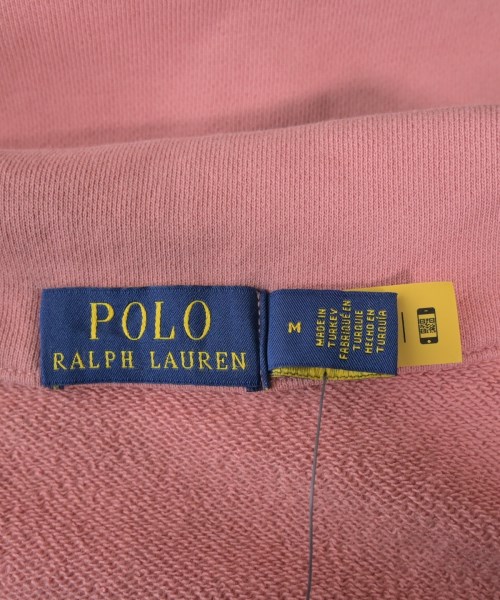 POLO
RALPH LAUREN
M
MADE IN
TURKEY
FABRIQUÉ EN
TURQUIE
HECHO EN
TURQUÍA